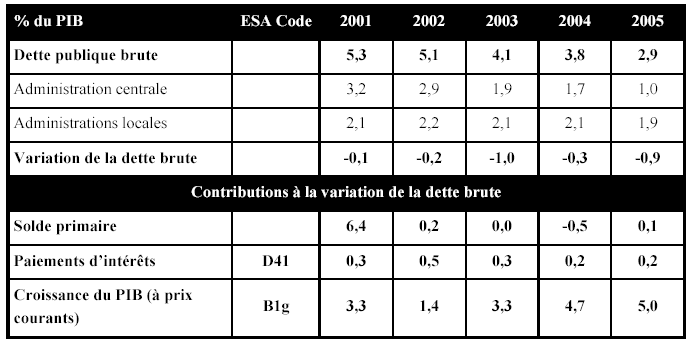 % du PIB ESA Code 2001 2002 2003 2004 2005
Dette publique brute 5,3 5,1 4,1 3,8 2,9
Administration centrale 3,2 2,9 1,9 1,7 1,0
Administrations locales 2,1 2,2 2,1 2,1 1,9
Variation de la dette brute -0,1 -0,2 -1,0 -0,3 -0,9
Contributions à la variation de la dette brute
Solde primaire 6,4 0,2 0,0 -0,5 0,1
Paiements d'intérêts D41 0,3 0,5 0,3 0,2 0,2
Croissance du PIB (à prix
courants) B1g 3,3 1,4 3,3 4,7 5,0